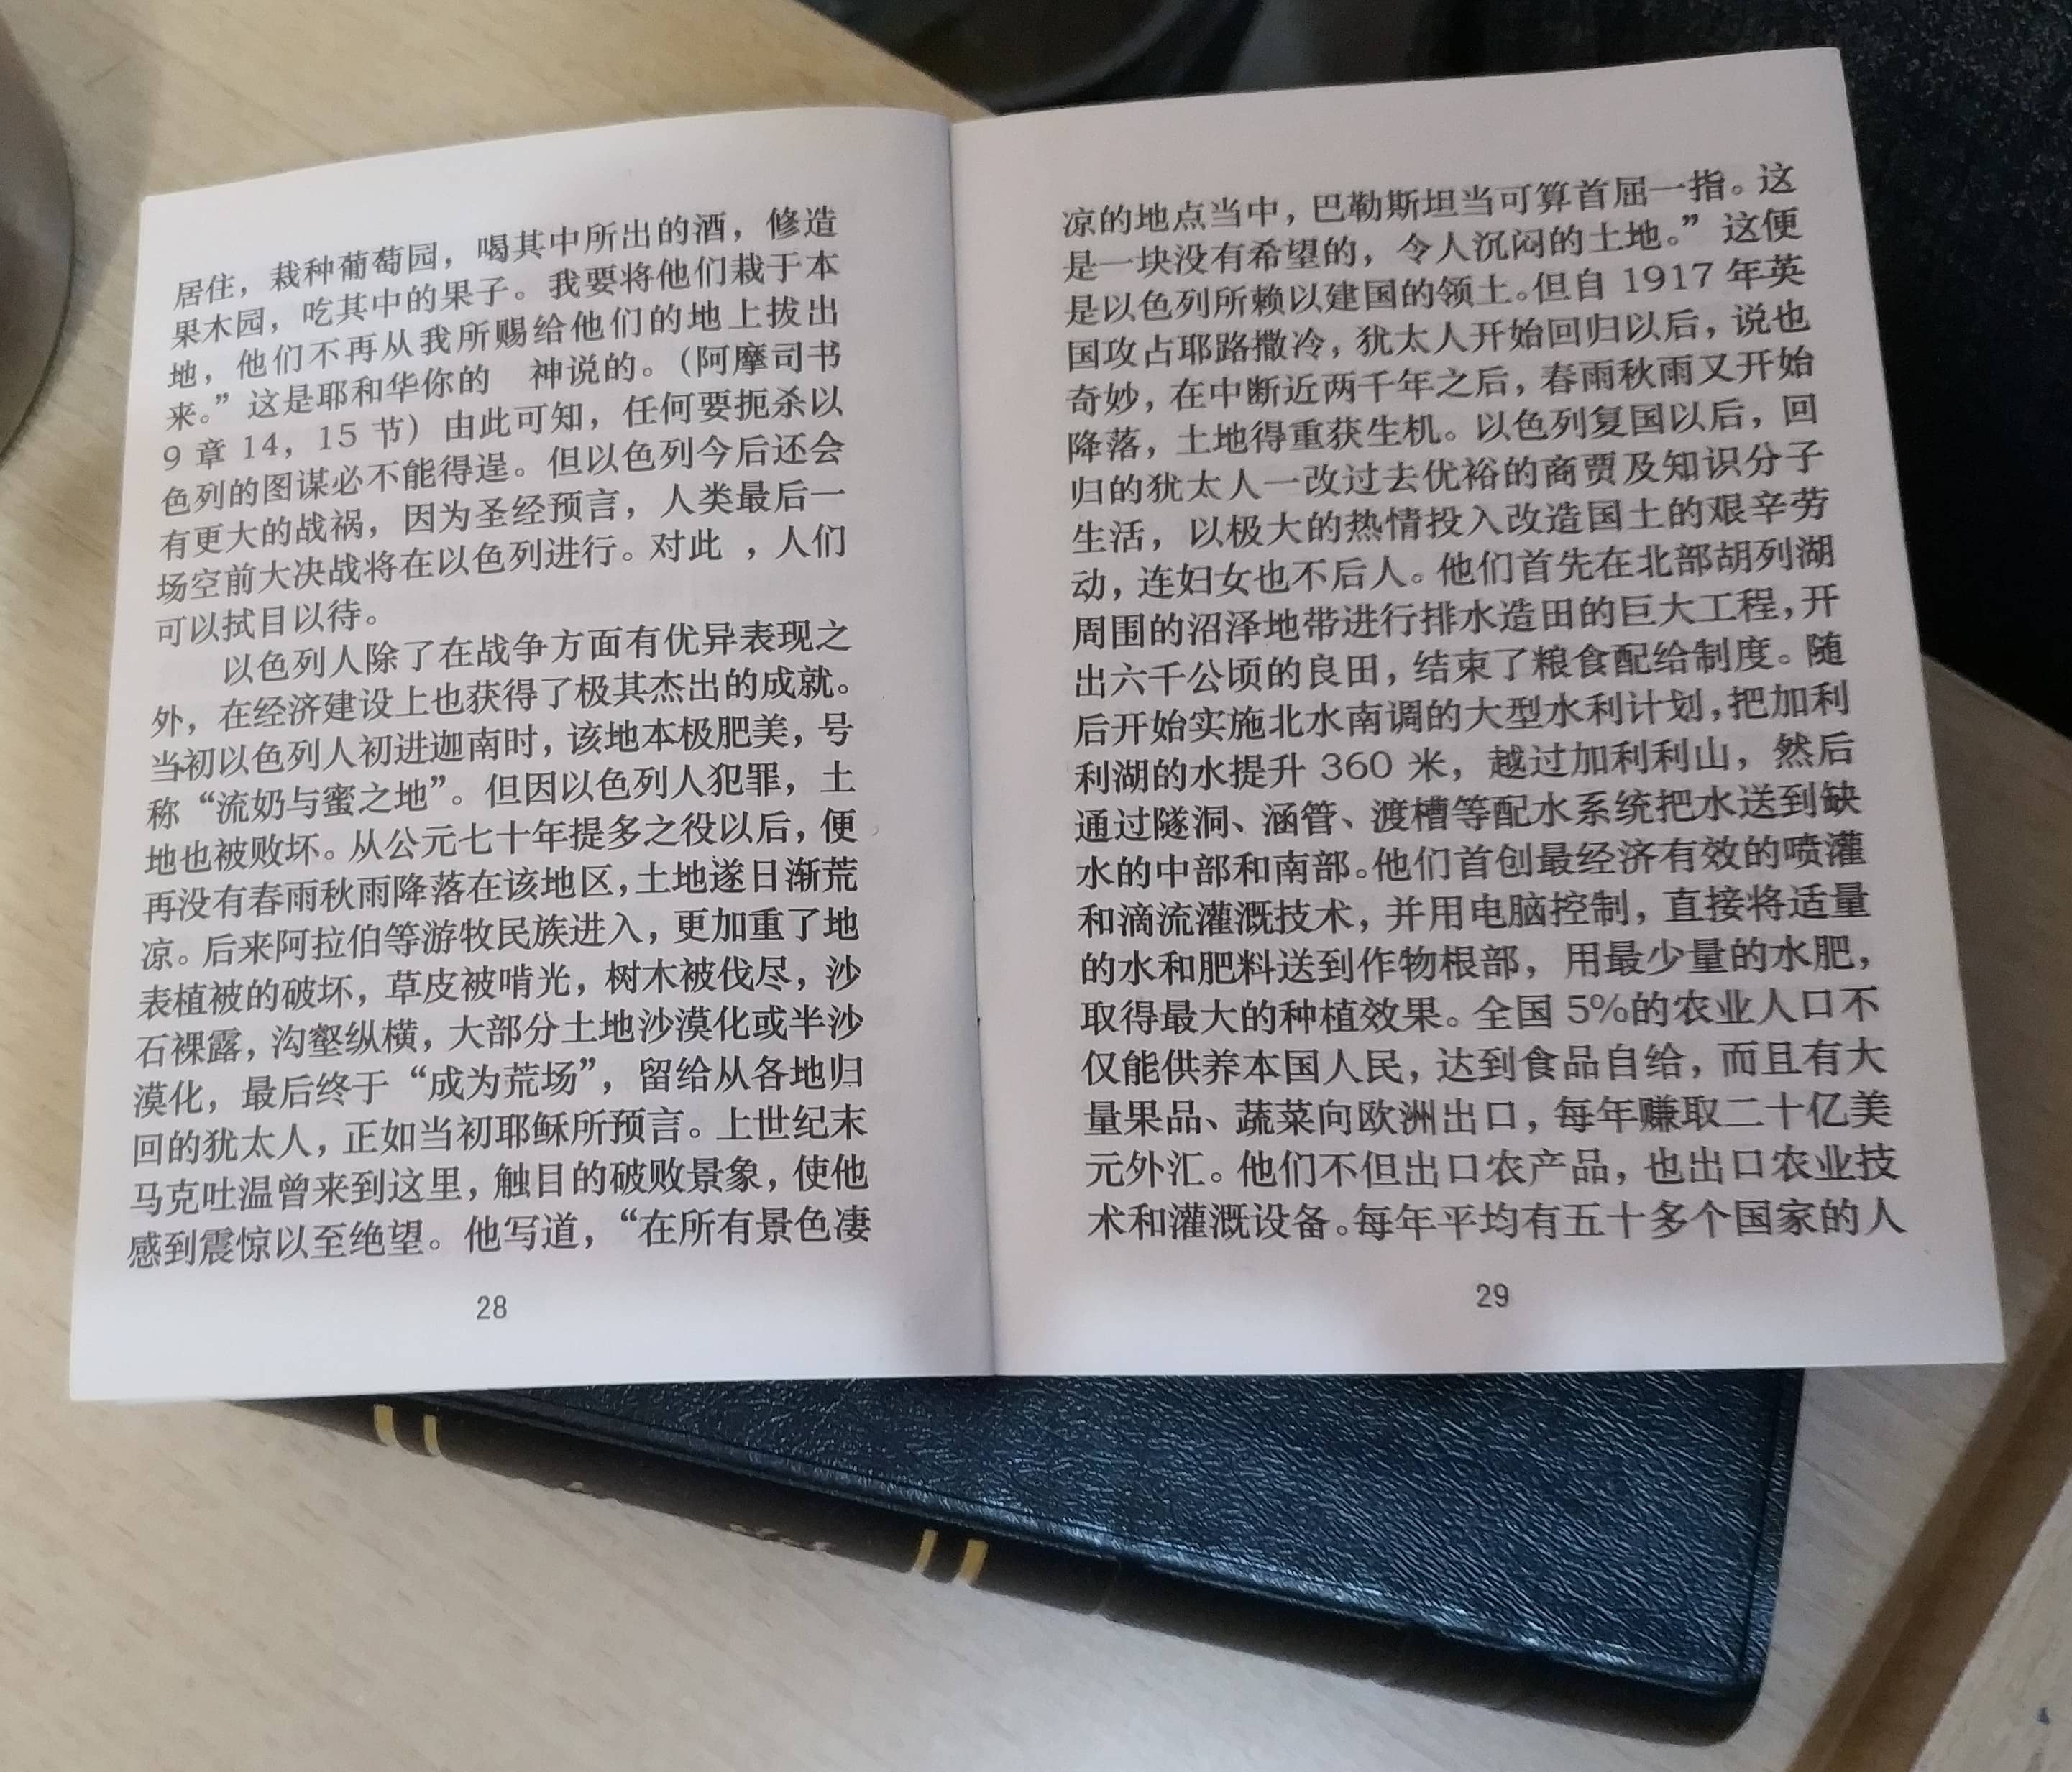 居住，栽种葡萄园，喝其中所出的酒，修造
果木园，吃其中的果子。我要将他们栽于本
地，他们不再从我所赐给他们的地上拔出
来。”这是耶和华你的　神说的。（阿摩司书
9 章 14，15 节）由此可知，任何要扼杀以
色列的图谋必不能得逞。但以色列今后还会
有更大的战祸，因为圣经预言，人类最后一
场空前大决战将在以色列进行。对此 ，人们
可以拭目以待。
以色列人除了在战争方面有优异表现之
外，在经济建设上也获得了极其杰出的成就。
当初以色列人初进迦南时，该地本极肥美，号
称“流奶与蜜之地”。但因以色列人犯罪，土
地也被败坏。从公元七十年提多之役以后，便
再没有春雨秋雨降落在该地区，土地遂日渐荒
凉。后来阿拉伯等游牧民族进入，更加重了地
表植被的破坏，草皮被啃光，树木被伐尽，沙
石裸露，沟壑纵横，大部分土地沙漠化或半沙
漠化，最后终于“成为荒场”，留给从各地归
回的犹太人，正如当初耶稣所预言。上世纪末
马克吐温曾来到这里，触目的破败景象，使他
感到震惊以至绝望。他写道，“在所有景色凄
28
凉的地点当中，巴勒斯坦当可算首屈一指。这
是一块没有希望的，令人沉闷的土地。”这便
是以色列所赖以建国的领土。但自 1917 年英
国攻占耶路撒冷，犹太人开始回归以后，说也
奇妙，在中断近两千年之后，春雨秋雨又开始
降落，土地得重获生机。以色列复国以后，回
归的犹太人一改过去优裕的商贾及知识分子
生活，以极大的热情投入改造国土的艰辛劳
动，连妇女也不后人。他们首先在北部胡列湖
周围的沼泽地带进行排水造田的巨大工程，开
出六千公顷的良田，结束了粮食配给制度。随
后开始实施北水南调的大型水利计划，把加利
利湖的水提升 360 米，越过加利利山，然后
通过隧洞、涵管、渡槽等配水系统把水送到缺
水的中部和南部。他们首创最经济有效的喷灌
和滴流灌溉技术，并用电脑控制，直接将适量
的水和肥料送到作物根部，用最少量的水肥，
取得最大的种植效果。全国 5%的农业人口不
仅能供养本国人民，达到食品自给，而且有大
量果品、蔬菜向欧洲出口，每年赚取二十亿美
元外汇。他们不但出口农产品，也出口农业技
术和灌溉设备。每年平均有五十多个国家的人
29